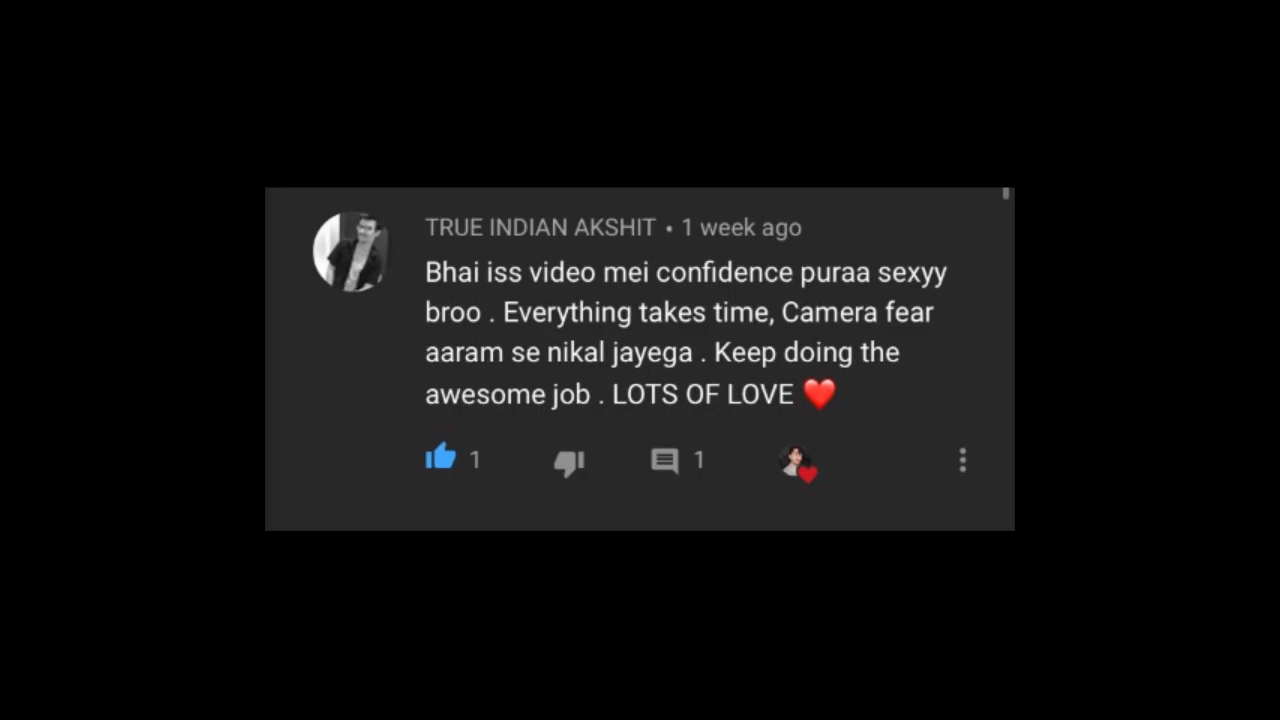 TRUE INDIAN AKSHIT • 1 week ago
Bhai iss video mei confidence puraa sexyy
broo . Everything takes time, Camera fear
aaram se nikal jayega . Keep doing the
awesome job . LOTS OF LOVE ❤️
1 1